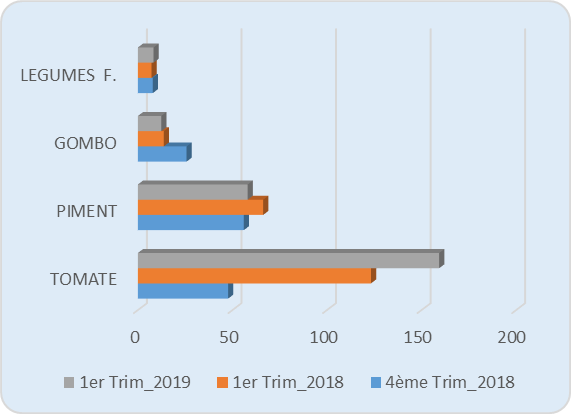 LEGUMES F.
GOMBO
PIMENT
TOMATE
0 50 100 150 200
1er Trim_2019 1er Trim_2018 4ème Trim_2018